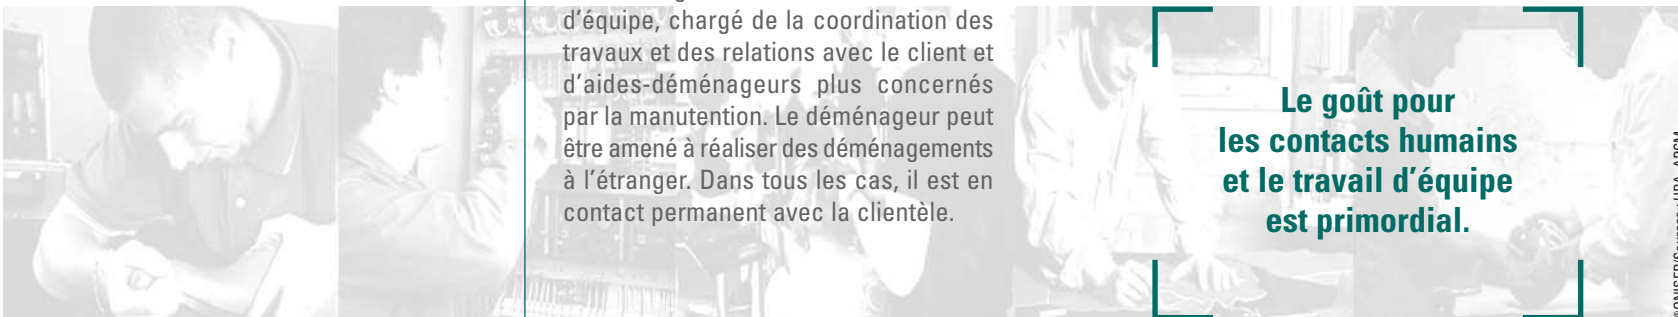 d’équipe, chargé de la coordination des
travaux et des relations avec le client et
d’aides-déménageurs plus concernés
par la manutention. Le déménageur peut
être amené à réaliser des déménagements
à l’étranger. Dans tous les cas, il est en
contact permanent avec la clientèle.
Le goût pour
les contacts humains
et le travail d’équipe
est primordial.